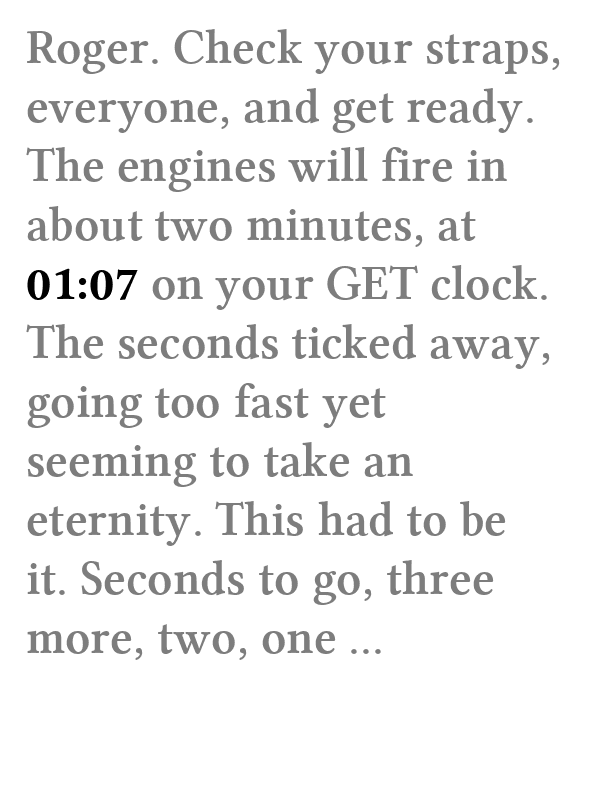 Roger. Check your straps,
everyone, and get ready.
The engines will fire in
about two minutes, at
01:07 on your GET clock.
The seconds ticked away,
going too fast yet
seeming to take an
eternity. This had to be
it. Seconds to go, three
more, two, one ...